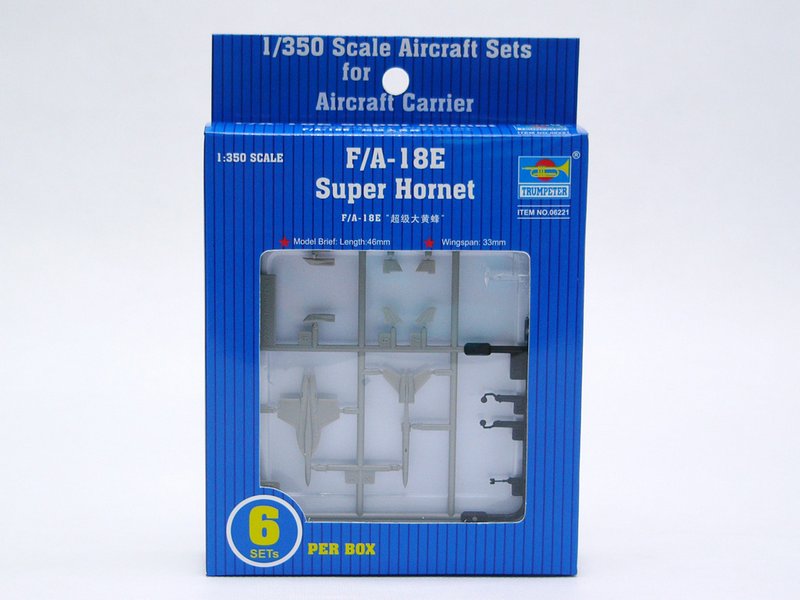 1/350 Scale Aircraft Sets
for
Aircraft Carrier
F/A-18E
1:350 SCALE
F/A-18E
Super Hornet
F/A-18E "超级大黄蜂"
®
TRUMPETER
ITEM NO.06221
★ Model Brief: Length:46mm ★ Wingspan: 33mm
6
SETs
PER BOX